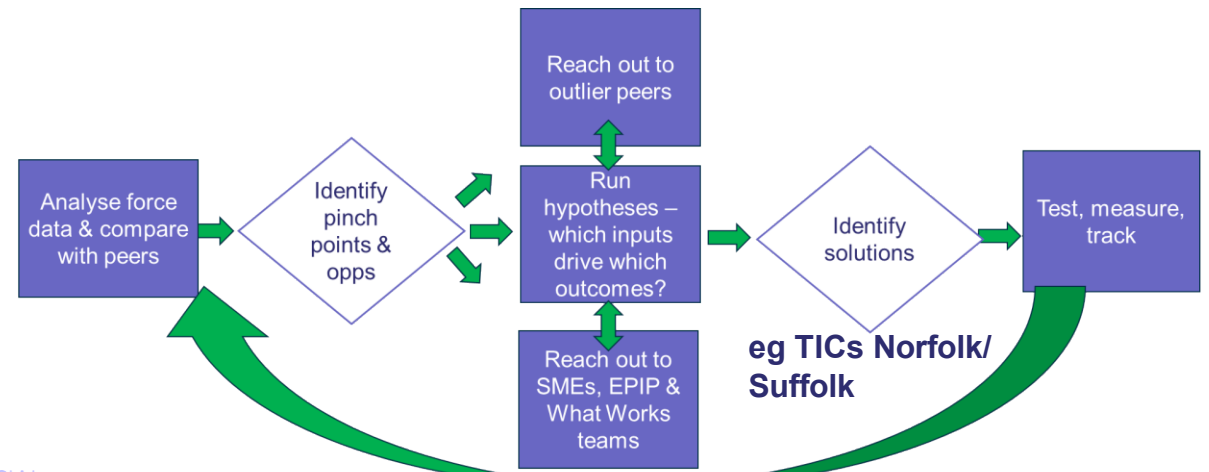 Reach out to
outlier peers
Analyse force
data & compare
with peers
Identify
pinch
points &
opps
Run
hypotheses –
which inputs
drive which
outcomes?
Identify
solutions
Test, measure,
track
eg TICs Norfolk/
Suffolk
Reach out to
SMEs, EPIP &
What Works
teams